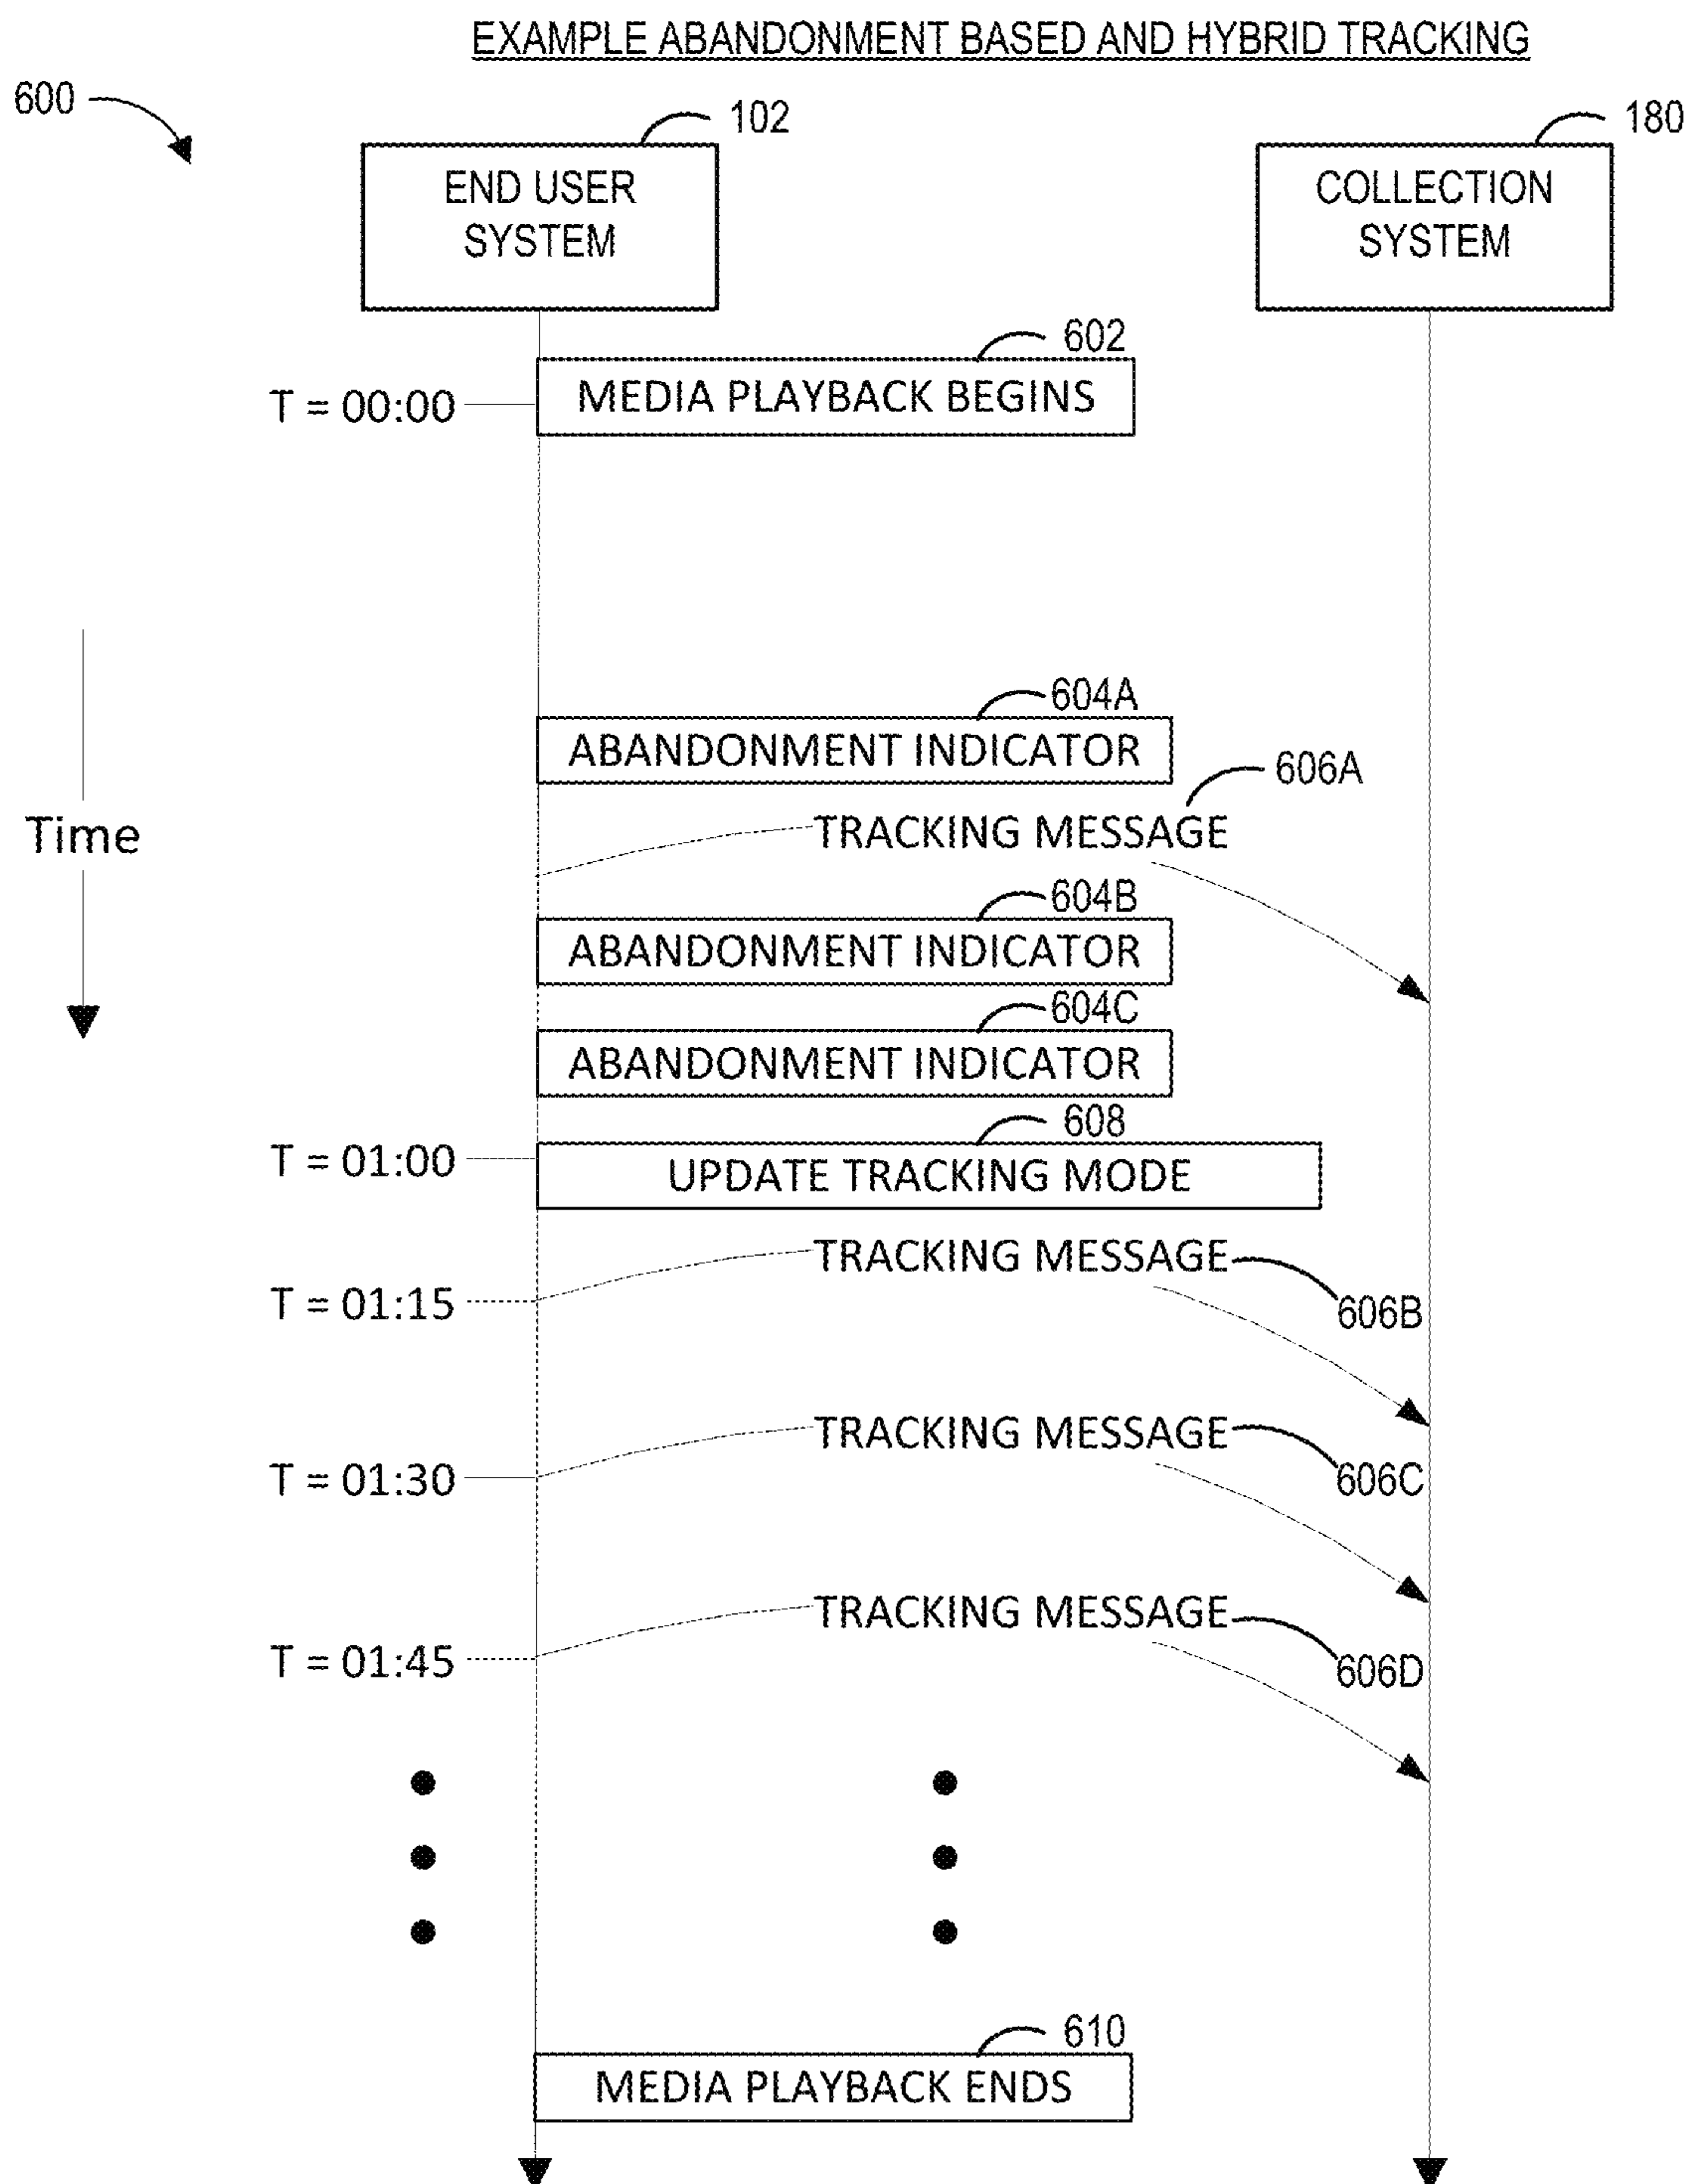 EXAMPLE ABANDONMENT BASED AND HYBRID TRACKING
600
102
180
END USER
SYSTEM
COLLECTION
SYSTEM
602
T = 00:00
MEDIA PLAYBACK BEGINS
604A
ABANDONMENT INDICATOR
606A
TRACKING MESSAGE
Time
604B
ABANDONMENT INDICATOR
604C
ABANDONMENT INDICATOR
608
T = 01:00
UPDATE TRACKING MODE
TRACKING MESSAGE
T = 01:15
606B
TRACKING MESSAGE
T = 01:30
606C
TRACKING MESSAGE
T = 01:45
606D
610
MEDIA PLAYBACK ENDS